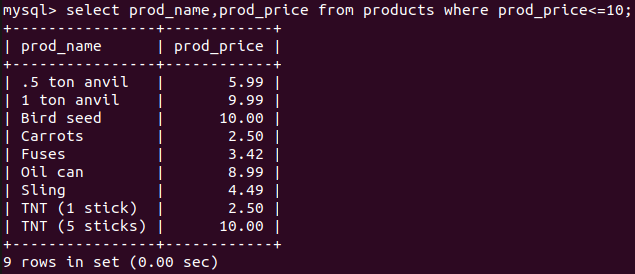 mysql> select prod_name,prod_price from products where prod_price<=10;
+----------------+------------+
| prod_name      | prod_price |
+----------------+------------+
| .5 ton anvil   |       5.99 |
| 1 ton anvil    |       9.99 |
| Bird seed      |      10.00 |
| Carrots        |       2.50 |
| Fuses          |       3.42 |
| Oil can        |       8.99 |
| Sling          |       4.49 |
| TNT (1 stick)  |       2.50 |
| TNT (5 sticks) |      10.00 |
+----------------+------------+
9 rows in set (0.00 sec)